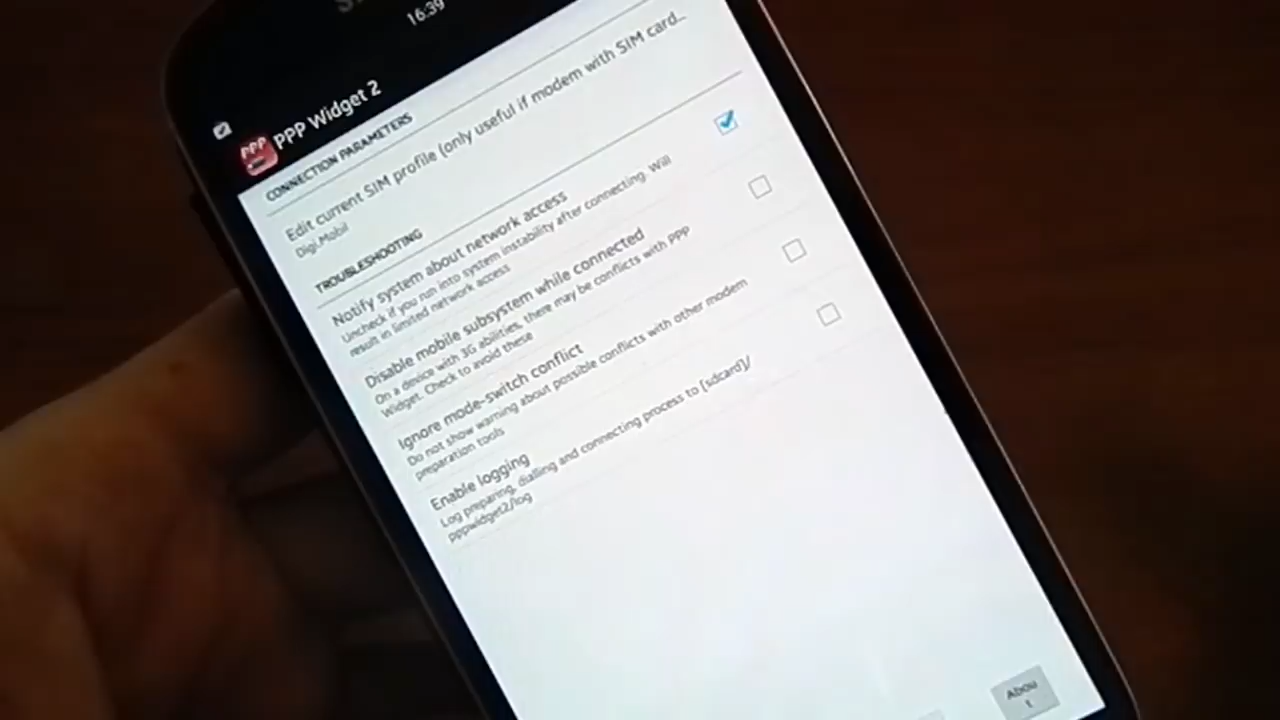 16:39
PPP Widget 2
CONNECTION PARAMETERS
Edit current SIM profile (only useful if modem with SIM card...
Digi.Mobil
TROUBLESHOOTING
Notify system about network access
Uncheck if you run into system instability after connecting. Will
result in limited network access
Disable mobile subsystem while connected
On a device with 3G abilities, there may be conflicts with PPP
Widget. Check to avoid these
Ignore mode-switch conflict
Do not show warning about possible conflicts with other modem
preparation tools
Enable logging
Log preparing, dialling and connecting process to [sdcard]/
pppwidget2/log
Abou
t